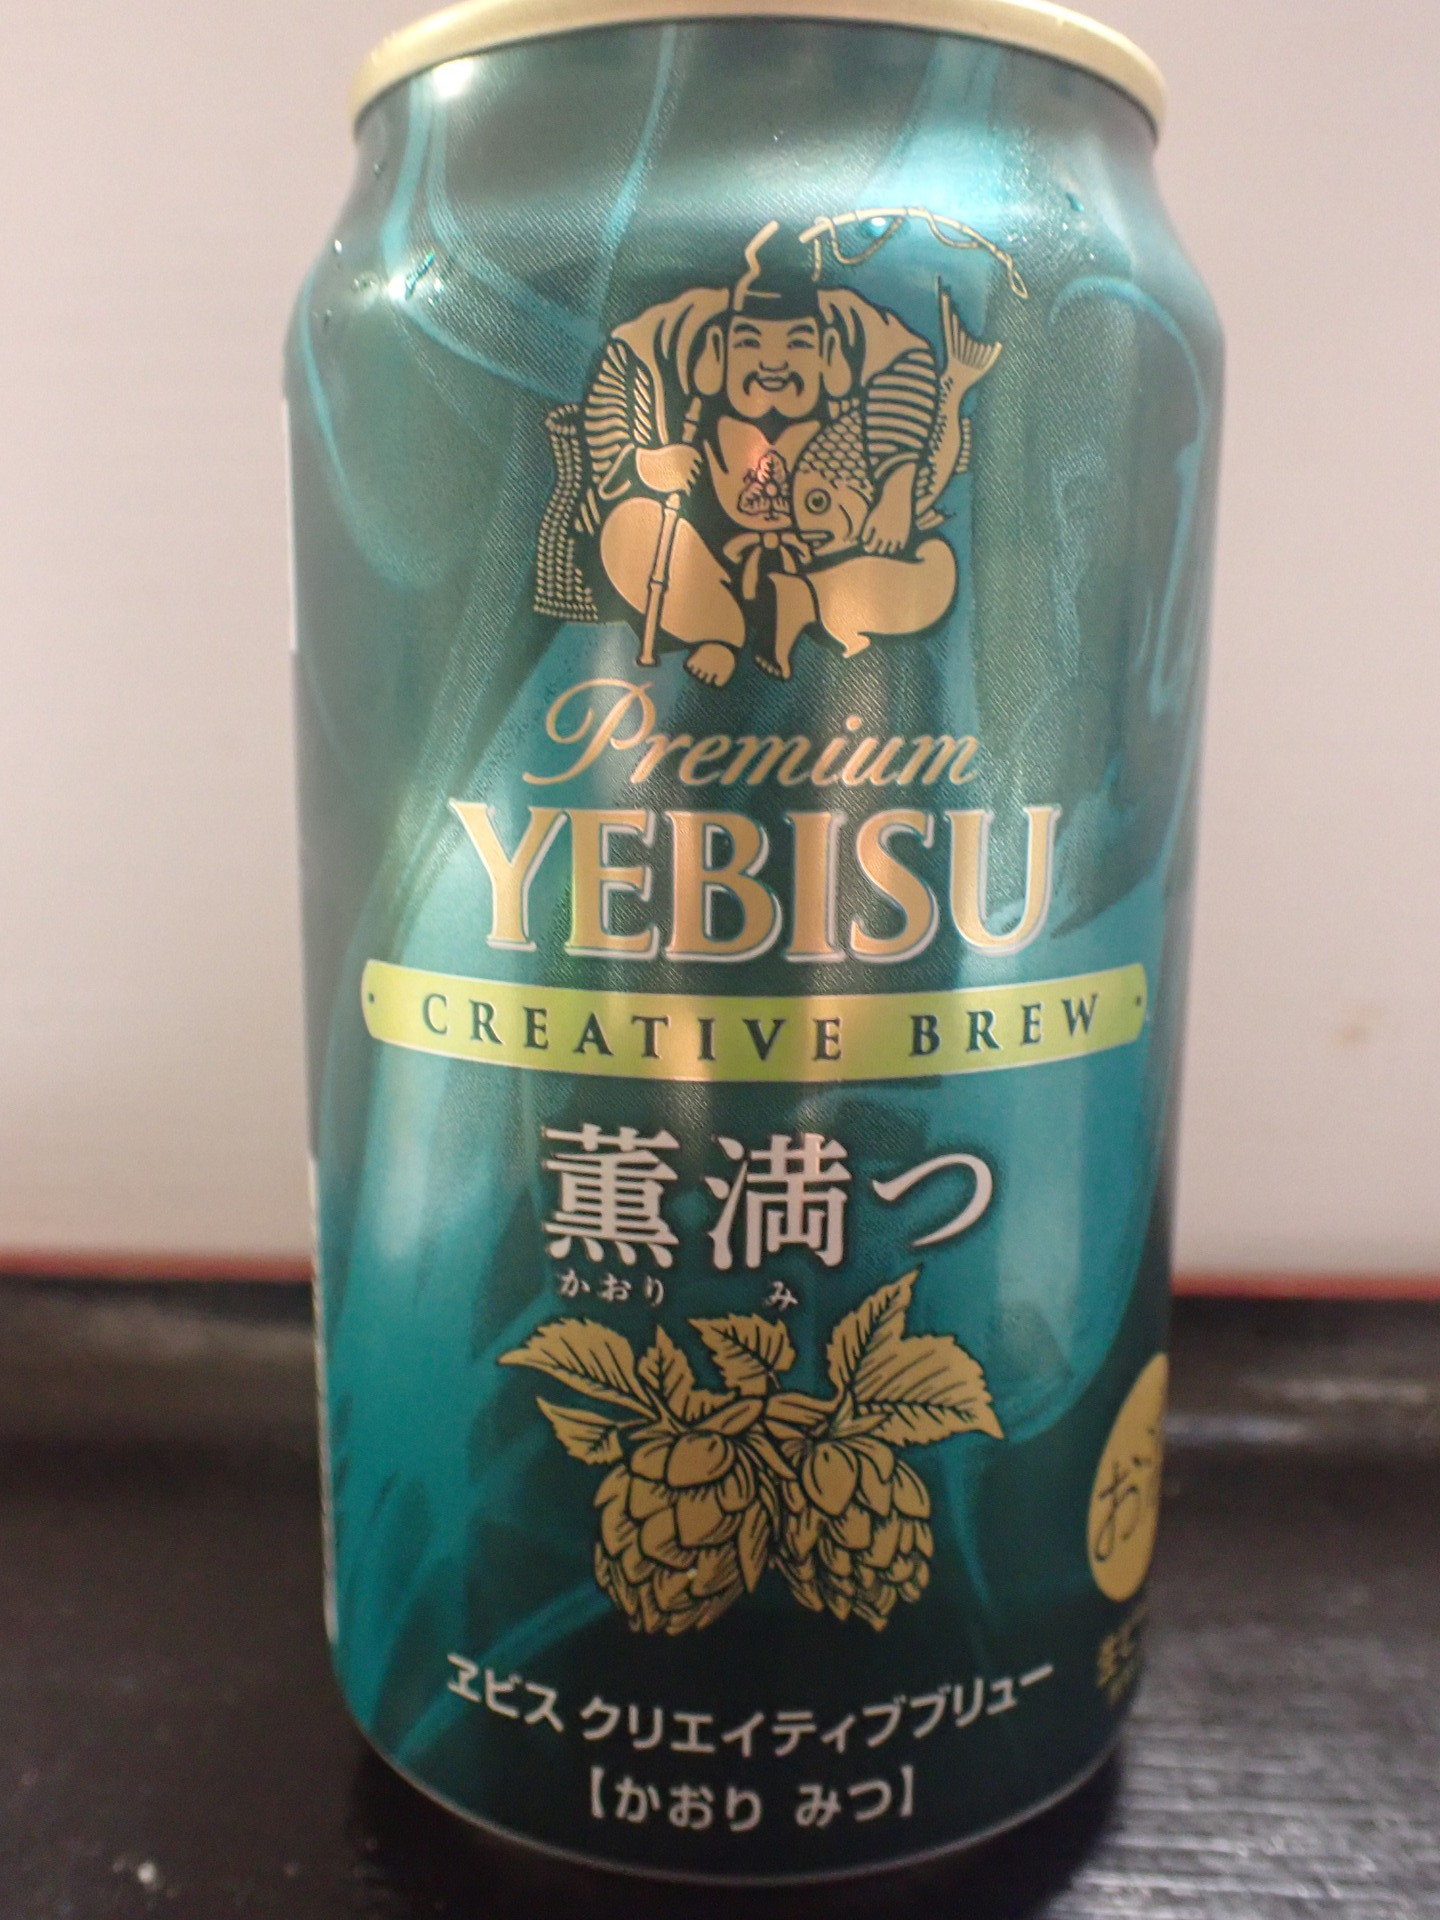 Premium
YEBISU
CREATIVE BREW
薫満つ
かおり み
ヱビス クリエイティブブリュー
【かおり みつ】
お